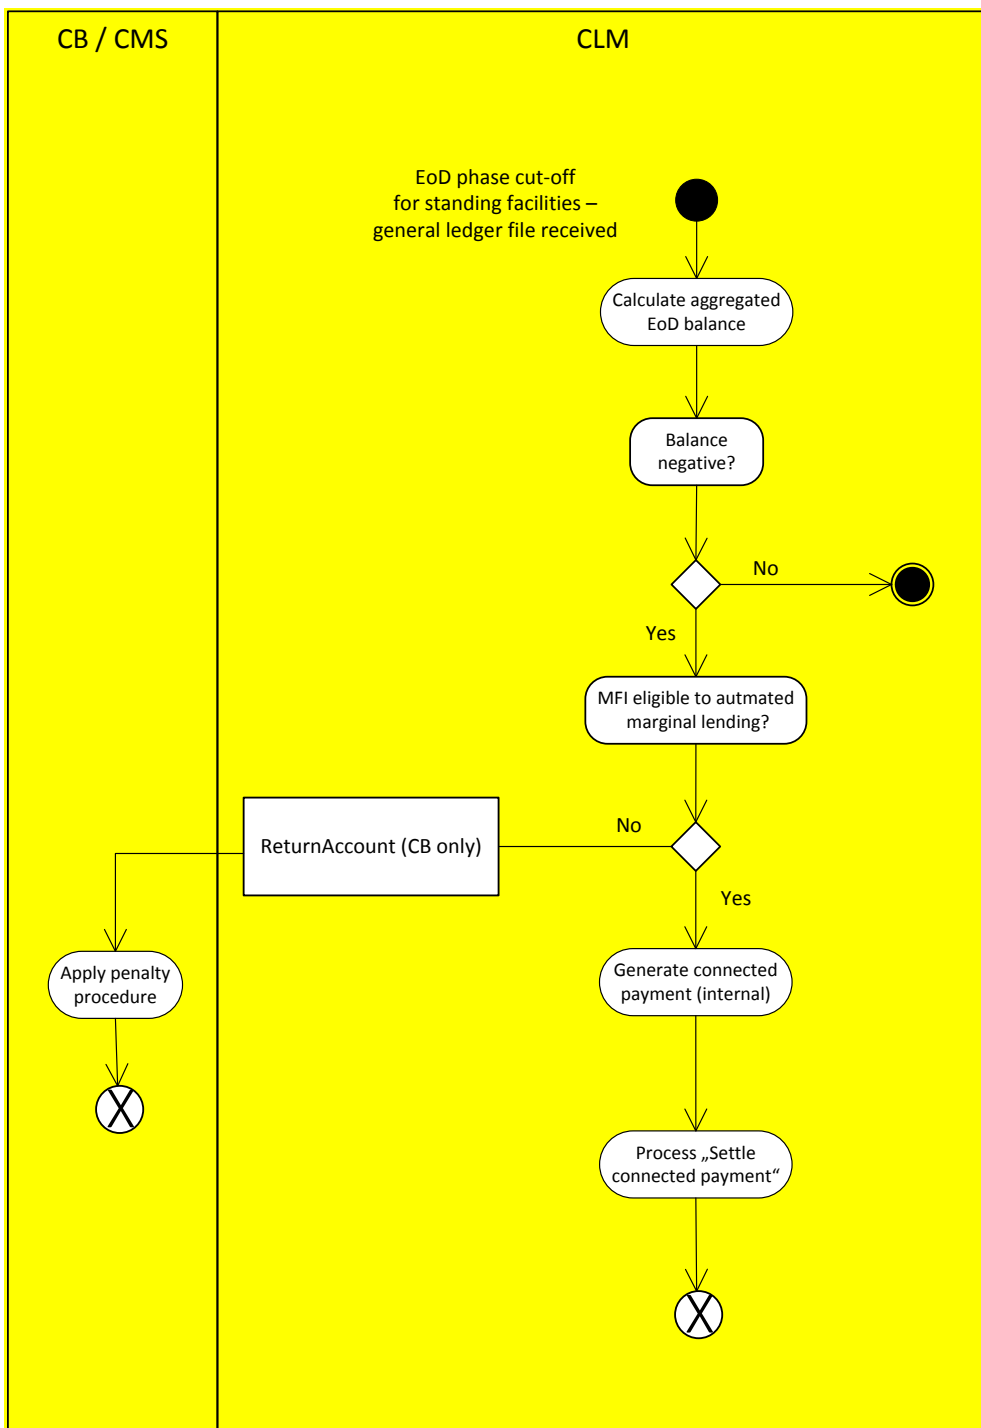 CB / CMS
CLM
EoD phase cut-off
for standing facilities –
general ledger file received
Calculate aggregated
EoD balance
Balance
negative?
No
Yes
MFI eligible to autmated
marginal lending?
No
ReturnAccount (CB only)
Yes
Apply penalty
procedure
Generate connected
payment (internal)
Process „Settle
connected payment“